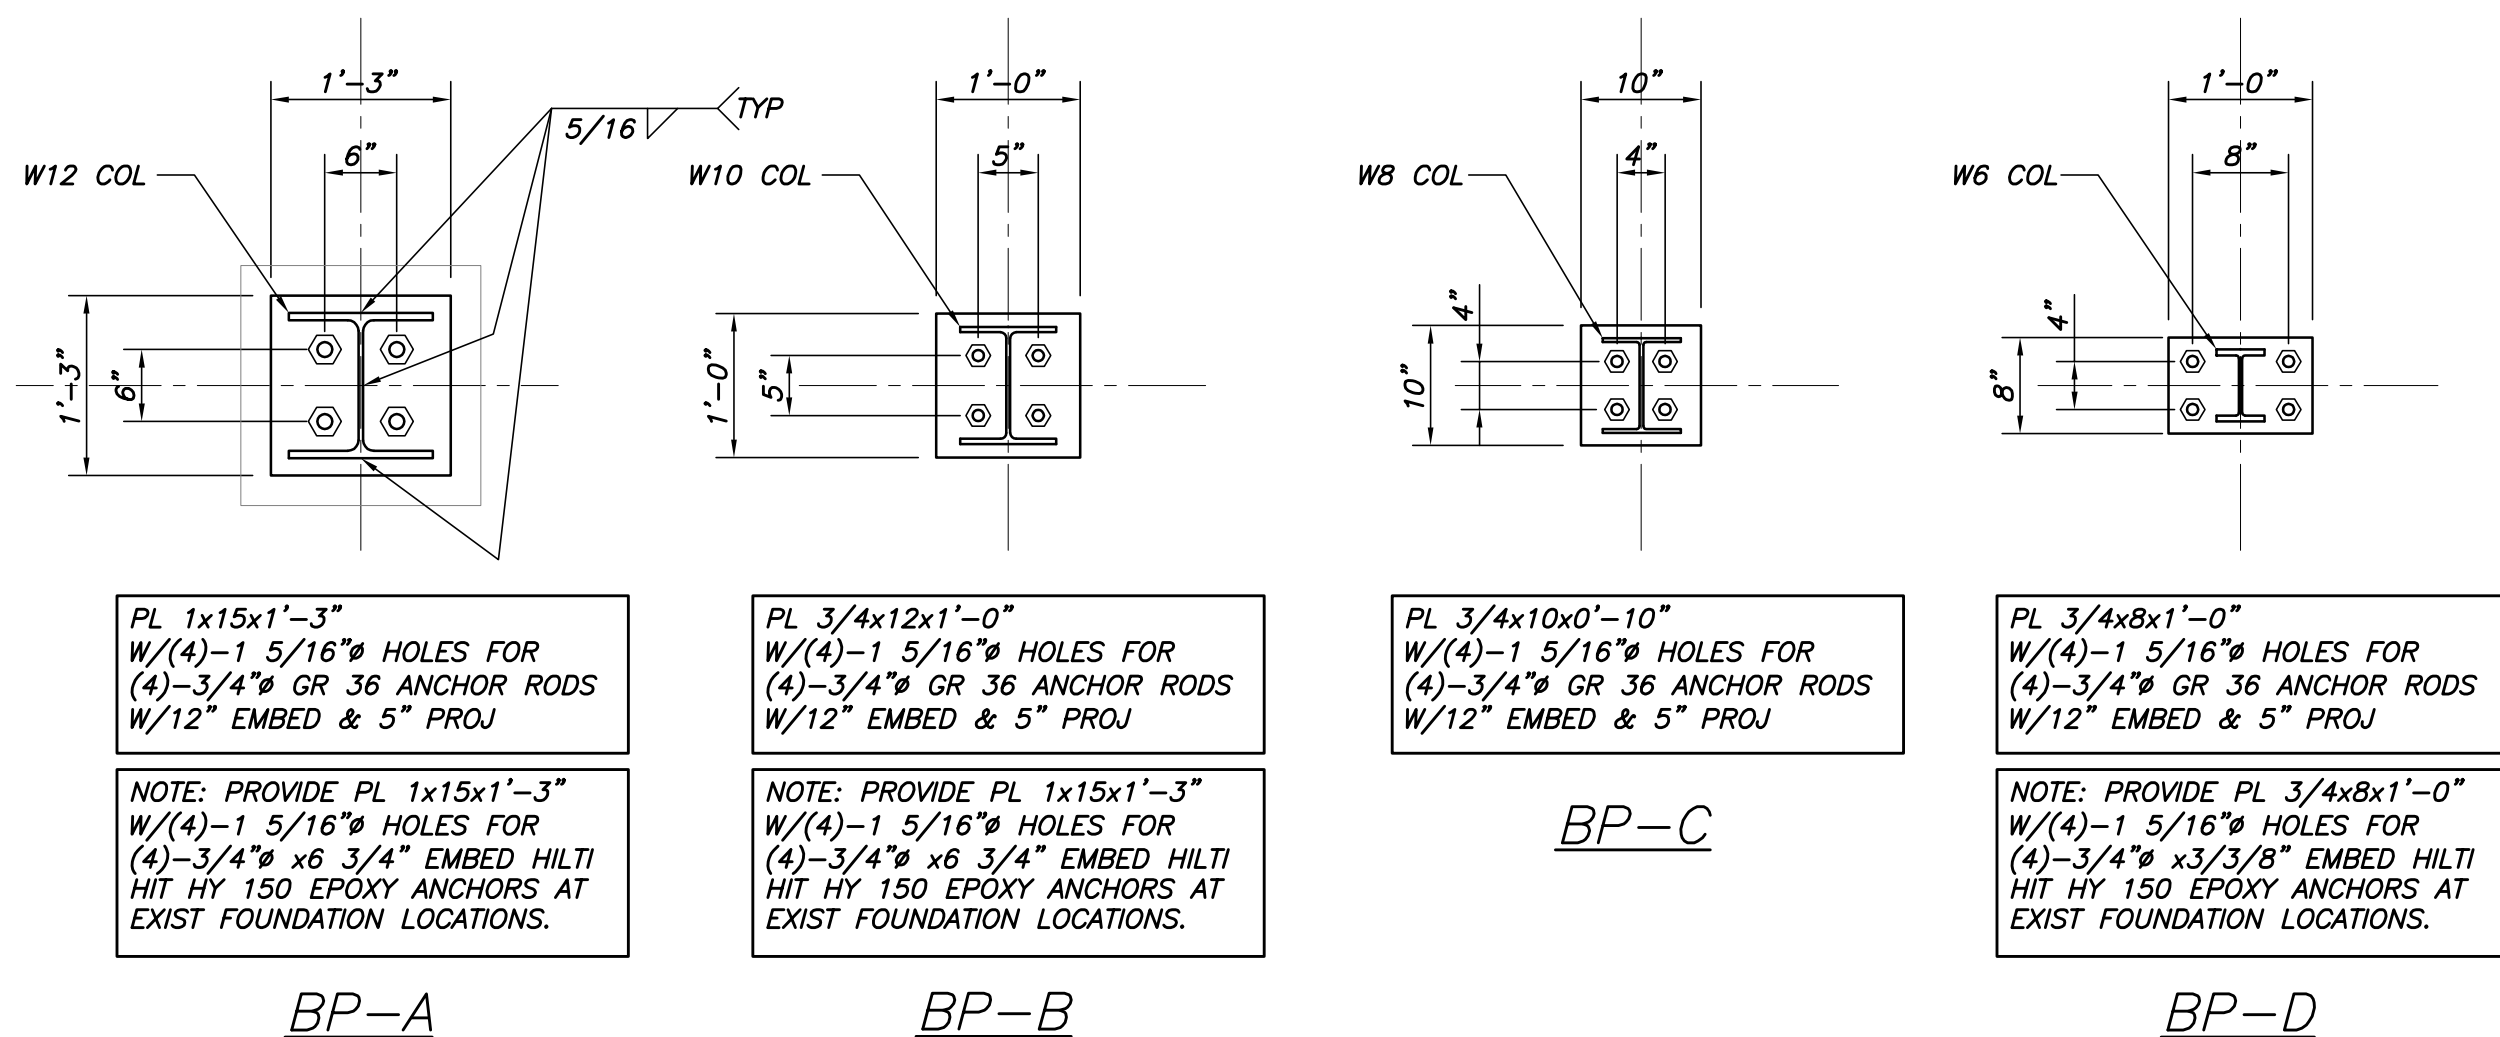 1'-3"
6"
5/16
TYP
W12 COL
1'-3"
6"
PL 1x15x1'-3"
W/(4)-1 5/16"ø HOLES FOR
(4)-3/4"ø GR 36 ANCHOR RODS
W/12" EMBED & 5" PROJ
NOTE: PROVIDE PL 1x15x1'-3"
W/(4)-1 5/16"ø HOLES FOR
(4)-3/4"ø x6 3/4" EMBED HILTI
HIT HY 150 EPOXY ANCHORS AT
EXIST FOUNDATION LOCATIONS.
BP-A
1'-0"
5"
W10 COL
1'-0"
5"
PL 3/4x12x1'-0"
W/(4)-1 5/16"ø HOLES FOR
(4)-3/4"ø GR 36 ANCHOR RODS
W/12" EMBED & 5" PROJ
NOTE: PROVIDE PL 1x15x1'-3"
W/(4)-1 5/16"ø HOLES FOR
(4)-3/4"ø x6 3/4" EMBED HILTI
HIT HY 150 EPOXY ANCHORS AT
EXIST FOUNDATION LOCATIONS.
BP-B
10"
4"
W8 COL
4"
10"
PL 3/4x10x0'-10"
W/(4)-1 5/16"ø HOLES FOR
(4)-3/4"ø GR 36 ANCHOR RODS
W/12" EMBED & 5" PROJ
BP-C
1'-0"
8"
W6 COL
4"
8"
PL 3/4x8x1'-0"
W/(4)-1 5/16"ø HOLES FOR
(4)-3/4"ø GR 36 ANCHOR RODS
W/12" EMBED & 5" PROJ
NOTE: PROVIDE PL 3/4x8x1'-0"
W/(4)-1 5/16"ø HOLES FOR
(4)-3/4"ø x3/3/8" EMBED HILTI
HIT HY 150 EPOXY ANCHORS AT
EXIST FOUNDATION LOCATIONS.
BP-D